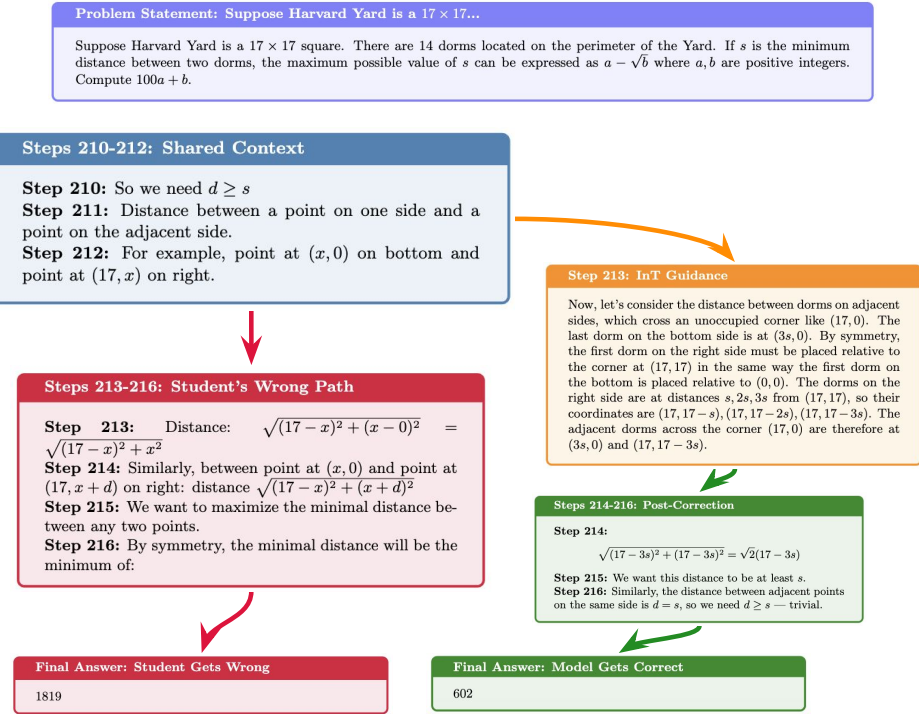 Problem Statement: Suppose Harvard Yard is a 17 × 17...
Suppose Harvard Yard is a 17 × 17 square. There are 14 dorms located on the perimeter of the Yard. If s is the minimum
distance between two dorms, the maximum possible value of s can be expressed as a − √b where a, b are positive integers.
Compute 100a + b.
Steps 210-212: Shared Context
Step 210: So we need d ≥ s
Step 211: Distance between a point on one side and a
point on the adjacent side.
Step 212: For example, point at (x, 0) on bottom and
point at (17, x) on right.
Steps 213-216: Student's Wrong Path
Step 213: Distance: √((17 − x)² + (x − 0)²) =
√((17 − x)² + x²)
Step 214: Similarly, between point at (x, 0) and point at
(17, x + d) on right: distance √((17 − x)² + (x + d)²)
Step 215: We want to maximize the minimal distance be-
tween any two points.
Step 216: By symmetry, the minimal distance will be the
minimum of:
Final Answer: Student Gets Wrong
1819
Step 213: InT Guidance
Now, let's consider the distance between dorms on adjacent
sides, which cross an unoccupied corner like (17, 0). The
last dorm on the bottom side is at (3s, 0). By symmetry,
the first dorm on the right side must be placed relative to
the corner at (17, 17) in the same way the first dorm on
the bottom is placed relative to (0, 0). The dorms on the
right side are at distances s, 2s, 3s from (17, 17), so their
coordinates are (17, 17−s), (17, 17−2s), (17, 17−3s). The
adjacent dorms across the corner (17, 0) are therefore at
(3s, 0) and (17, 17 − 3s).
Steps 214-216: Post-Correction
Step 214:
√((17 − 3s)² + (17 − 3s)²) = √2(17 − 3s)
Step 215: We want this distance to be at least s.
Step 216: Similarly, the distance between adjacent points
on the same side is d = s, so we need d ≥ s — trivial.
Final Answer: Model Gets Correct
602